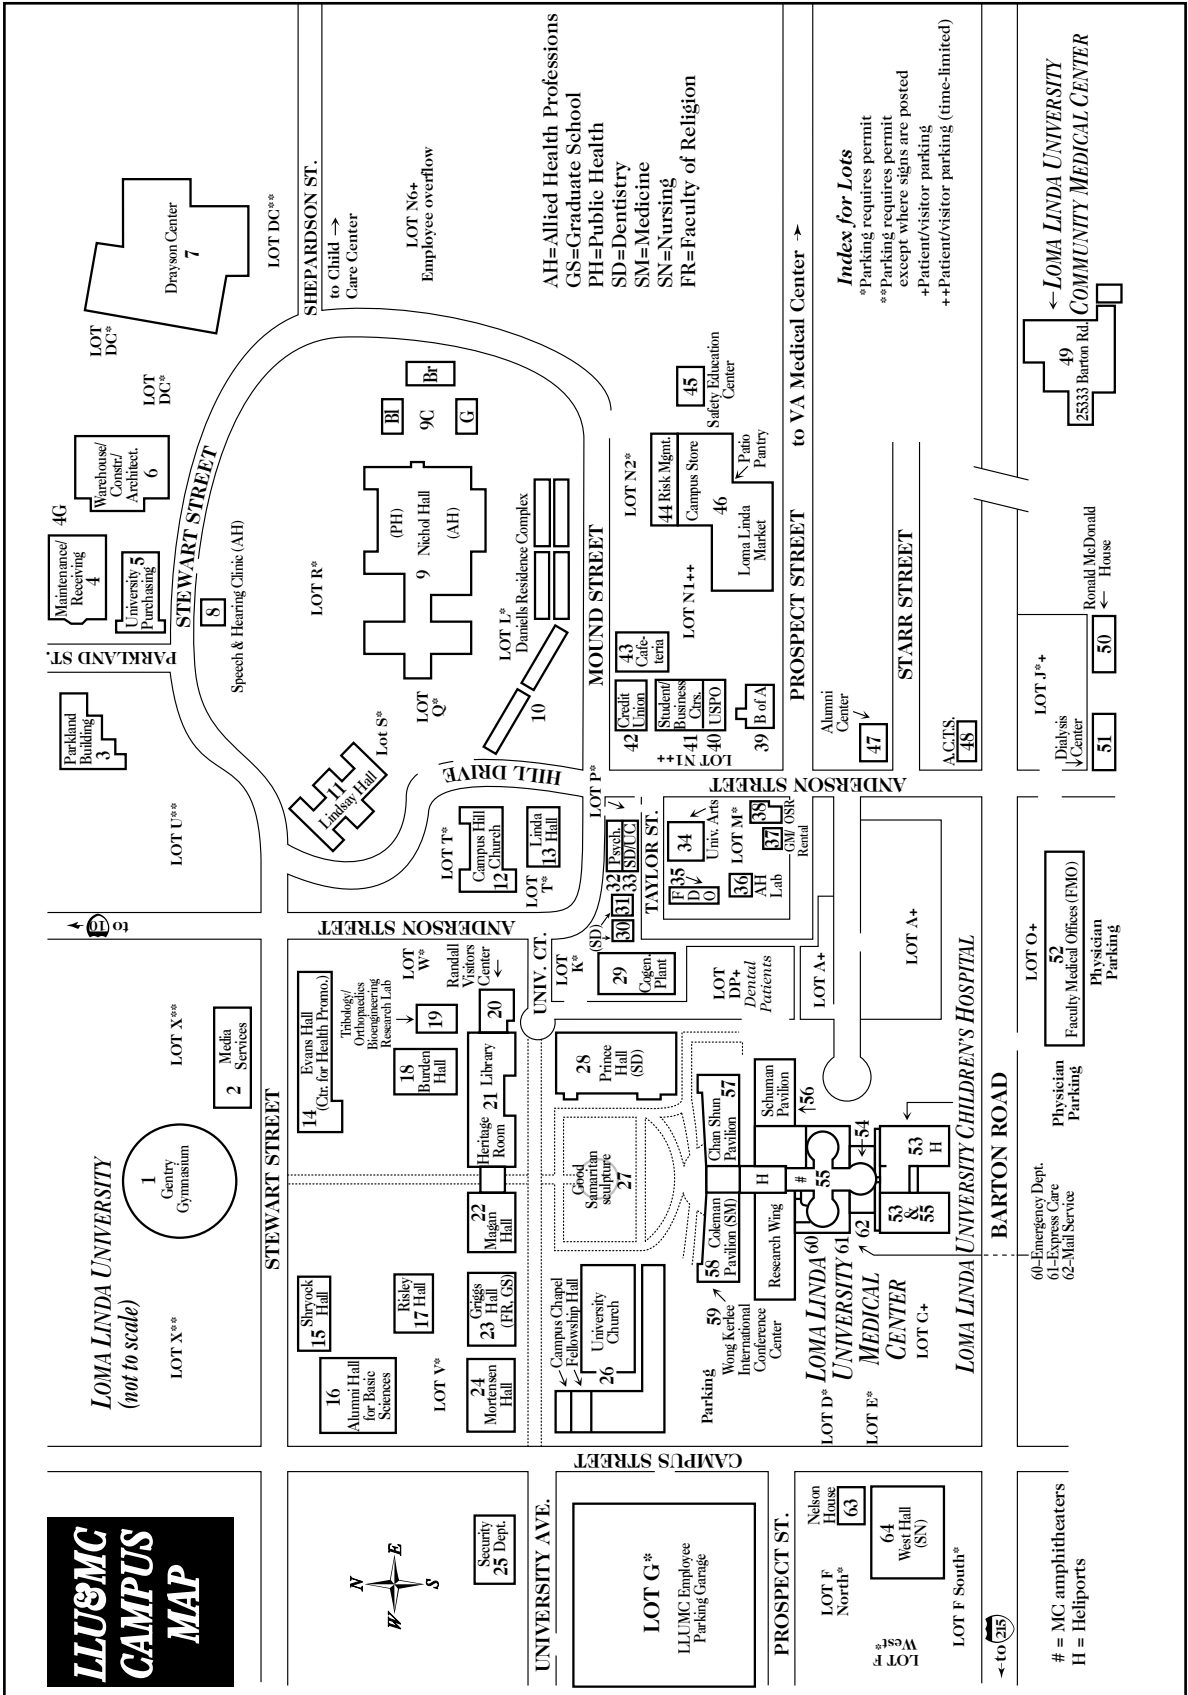 LLU&MC
CAMPUS
MAP
LOMA LINDA UNIVERSITY
(not to scale)
LOT X**
LOT X**
1
Gentry
Gymnasium
2 Media
Services
to 10
LOT U**
Parkland
Building
3
PARKLAND ST.
Maintenance/
Receiving
4
4G
University 5
Purchasing
Warehouse/
Constr./
Architect.
6
LOT
DC*
LOT
DC*
Drayson Center
7
LOT DC**
STEWART STREET
STEWART STREET
SHEPARDSON ST.
to Child →
Care Center
LOT N6+
Employee overflow
8
Speech & Hearing Clinic (AH)
LOT R*
(PH)
9 Nichol Hall
(AH)
Bl
9C
Br
G
LOT
Q*
Lot S*
11
Lindsay Hall
LOT L*
Daniells Residence Complex
10
HILL DRIVE
MOUND STREET
N
W
E
S
Security
25 Dept.
16
Alumni Hall
for Basic
Sciences
15 Shryock
Hall
Risley
17 Hall
LOT V*
24
Mortensen
Hall
23 Griggs
Hall
(FR, GS)
22
Magan
Hall
Heritage
Room
21 Library
20
Randall
Visitors
Center
14
Evans Hall
(Ctr. for Health Promo.)
Tribology/
Orthopaedics
Bioengineering
Research Lab
19
18
Burden
Hall
LOT
W*
ANDERSON STREET
LOT T*
Campus Hill
Church
12
Linda
13 Hall
LOT
T*
UNIVERSITY AVE.
UNIV. CT.
CAMPUS STREET
LOT G*
LLUMC Employee
Parking Garage
Campus Chapel
Fellowship Hall
University
Church
26
Good
Samaritan
sculpture
27
28
Prince
Hall
(SD)
LOT
K*
29
Cogen.
Plant
(SD)
30
31
32 Psych.
33 SD/UC
LOT P*
TAYLOR ST.
34
Univ. Arts
35
F
D
O
36
AH
Lab
LOT M*
37
GM/
Rental
38
OSR
LOT
DP+
Dental
Patients
LOT A+
LOT A+
ANDERSON STREET
42 Credit
Union
43
Cafe-
teria
Student/
Business
41 Ctrs.
40 USPO
39 B of A
LOT N1++
LOT N1++
LOT N2*
44 Risk Mgmt.
Campus Store
46
Loma Linda
Market
Patio
Pantry
45
Safety Education
Center
AH=Allied Health Professions
GS=Graduate School
PH=Public Health
SD=Dentistry
SM=Medicine
SN=Nursing
FR=Faculty of Religion
PROSPECT ST.
PROSPECT STREET
to VA Medical Center →
Alumni
Center
47
STARR STREET
A.C.T.S.
48
Index for Lots
*Parking requires permit
**Parking requires permit
except where signs are posted
+Patient/visitor parking
++Patient/visitor parking (time-limited)
Parking
58 Coleman
Pavilion (SM)
Chan Shun
Pavilion 57
59
Wong Kerlee
International
Conference
Center
Research Wing
H
Schuman
Pavilion
56
#
55
54
53
H
53
&
55
60
61
62
LOMA LINDA
UNIVERSITY
MEDICAL
CENTER
LOT D*
LOT E*
LOT C+
LOMA LINDA UNIVERSITY CHILDREN'S HOSPITAL
Nelson
House
63
64
West Hall
(SN)
LOT F
North*
LOT F
West*
LOT F South*
←to 215
BARTON ROAD
60-Emergency Dept.
61-Express Care
62-Mail Service
Physician
Parking
LOT O+
52
Faculty Medical Offices (FMO)
Physician
Parking
LOT J*+
Dialysis
Center
51
50
Ronald McDonald
House
49
25333 Barton Rd.
←LOMA LINDA UNIVERSITY
COMMUNITY MEDICAL CENTER
# = MC amphitheaters
H = Heliports